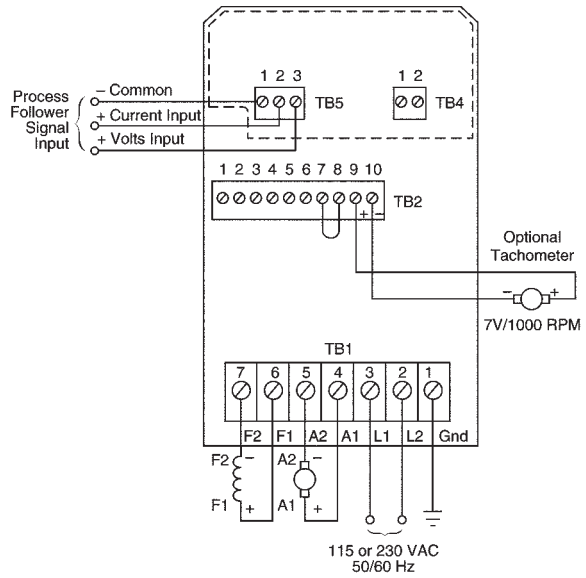 1 2 3
1 2
Process
Follower
Signal
Input
– Common
+ Current Input
+ Volts Input
TB5
TB4
1 2 3 4 5 6 7 8 9 10
TB2
+ –
Optional
Tachometer
– +
7V/1000 RPM
TB1
7 6 5 4 3 2 1
F2 F1 A2 A1 L1 L2 Gnd
F2 –
F1 +
A2 –
A1 +
115 or 230 VAC
50/60 Hz